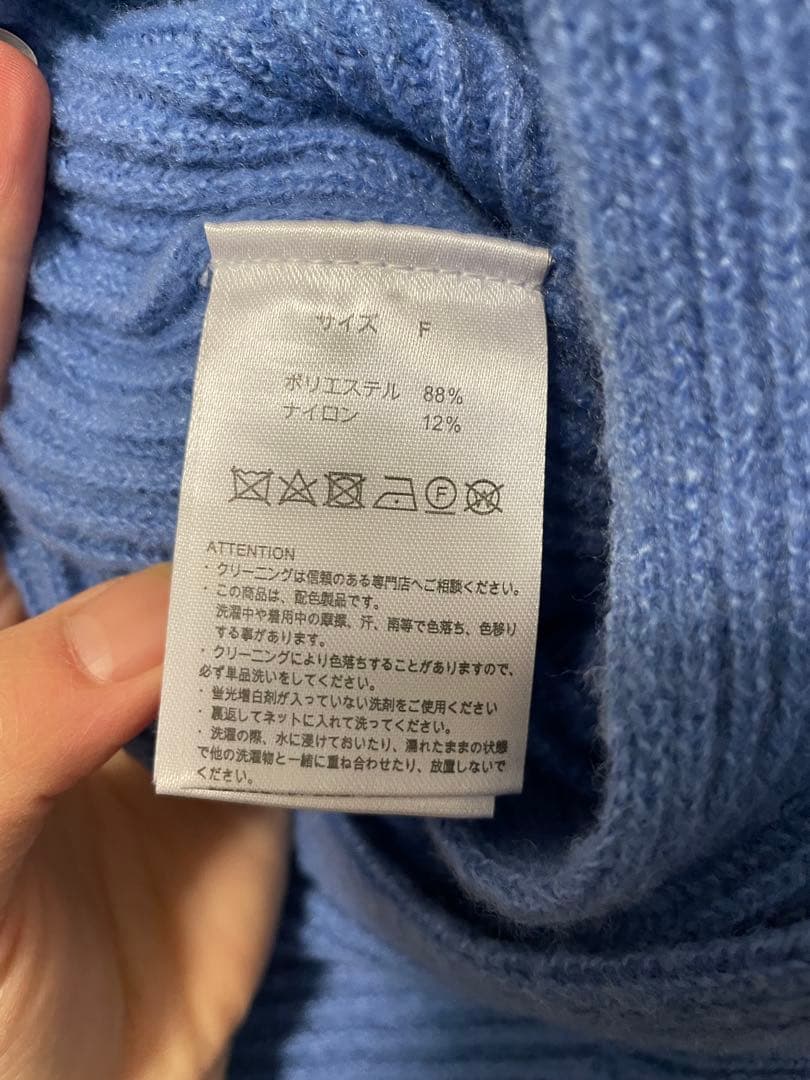 サイズ F
ポリエステル 88%
ナイロン 12%
F W
ATTENTION
・クリーニングは信頼のある専門店へご相談ください。
・この商品は、配色製品です。
洗濯中や着用中の摩擦、汗、雨等で色落ち、色移り
する事があります。
・クリーニングにより色落ちすることがありますので、
必ず単品洗いをしてください。
・蛍光増白剤が入っていない洗剤をご使用ください
・裏返してネットに入れて洗ってください。
・洗濯の際、水に浸けておいたり、濡れたままの状態
で他の洗濯物と一緒に重ね合わせたり、放置しないで
ください。